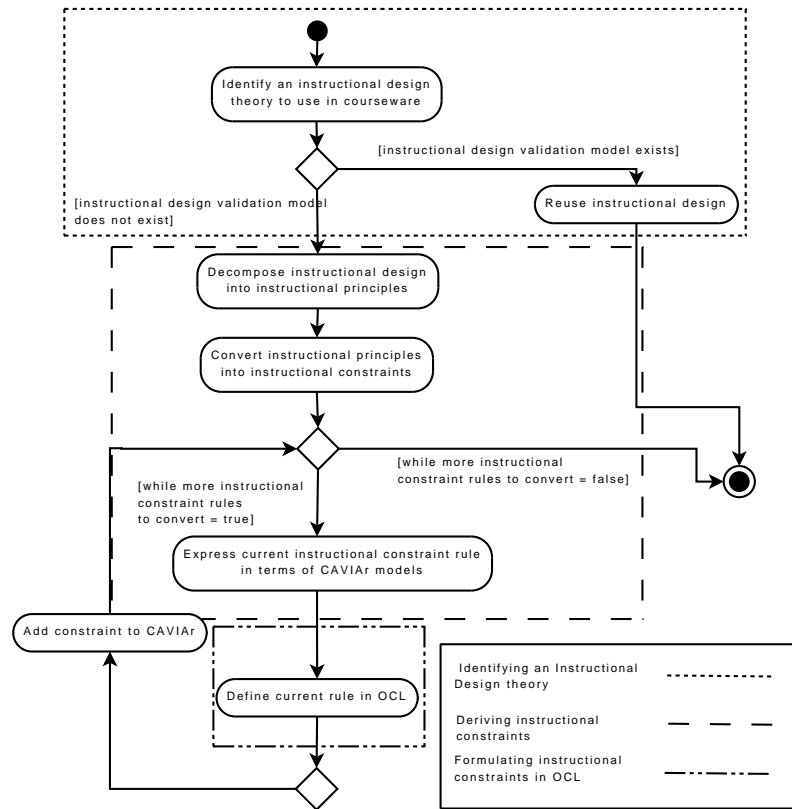 Identify an instructional design
theory to use in courseware
[instructional design validation model exists]
[instructional design validation model
does not exist]
Reuse instructional design
Decompose instructional design
into instructional principles
Convert instructional principles
into instructional constraints
[while more instructional
constraint rules to convert = false]
[while more instructional
constraint rules
to convert = true]
Express current instructional constraint rule
in terms of CAVIAr models
Add constraint to CAVIAr
Define current rule in OCL
Identifying an Instructional
Design theory
Deriving instructional
constraints
Formulating instructional
constraints in OCL